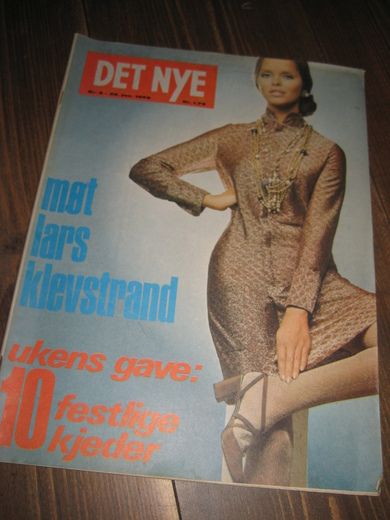 DET NYE
møt
lars
klevstrand
ukens gave:
10 festlige
kjeder